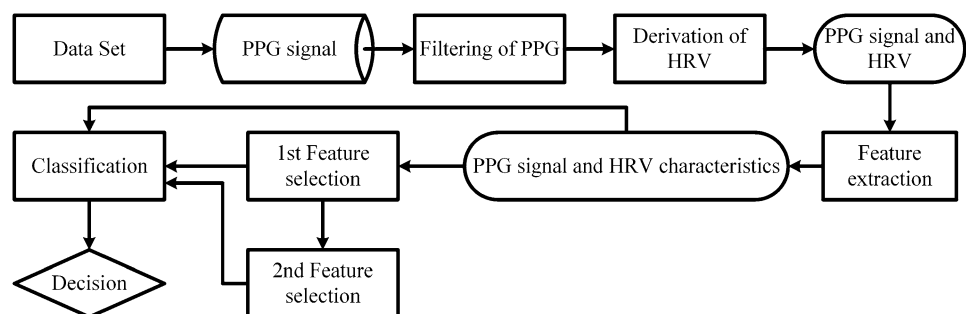 Data Set
PPG signal
Filtering of PPG
Derivation of
HRV
PPG signal and
HRV
Classification
1st Feature
selection
PPG signal and HRV characteristics
Feature
extraction
Decision
2nd Feature
selection